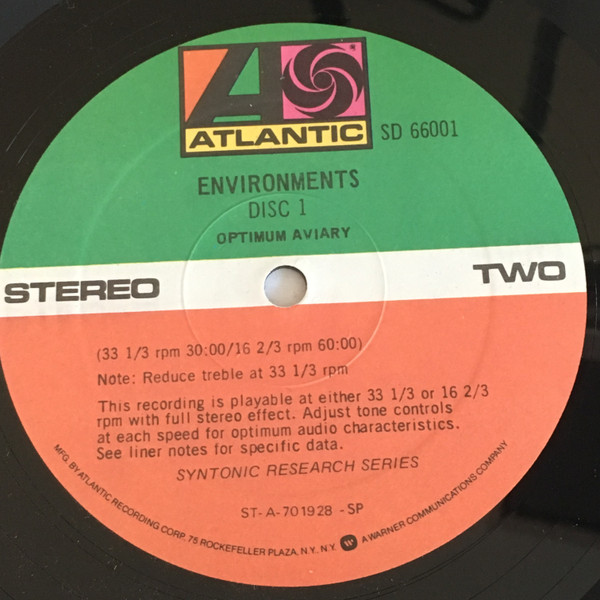 ATLANTIC
SD 66001
ENVIRONMENTS
DISC 1
OPTIMUM AVIARY
STEREO
TWO
(33 1/3 rpm 30:00/16 2/3 rpm 60:00)
Note: Reduce treble at 33 1/3 rpm
This recording is playable at either 33 1/3 or 16 2/3
rpm with full stereo effect. Adjust tone controls
at each speed for optimum audio characteristics.
See liner notes for specific data.
SYNTONIC RESEARCH SERIES
ST-A-701928-SP
MFG. BY ATLANTIC RECORDING CORP. 75 ROCKEFELLER PLAZA, N.Y. N.Y. A WARNER COMMUNICATIONS COMPANY